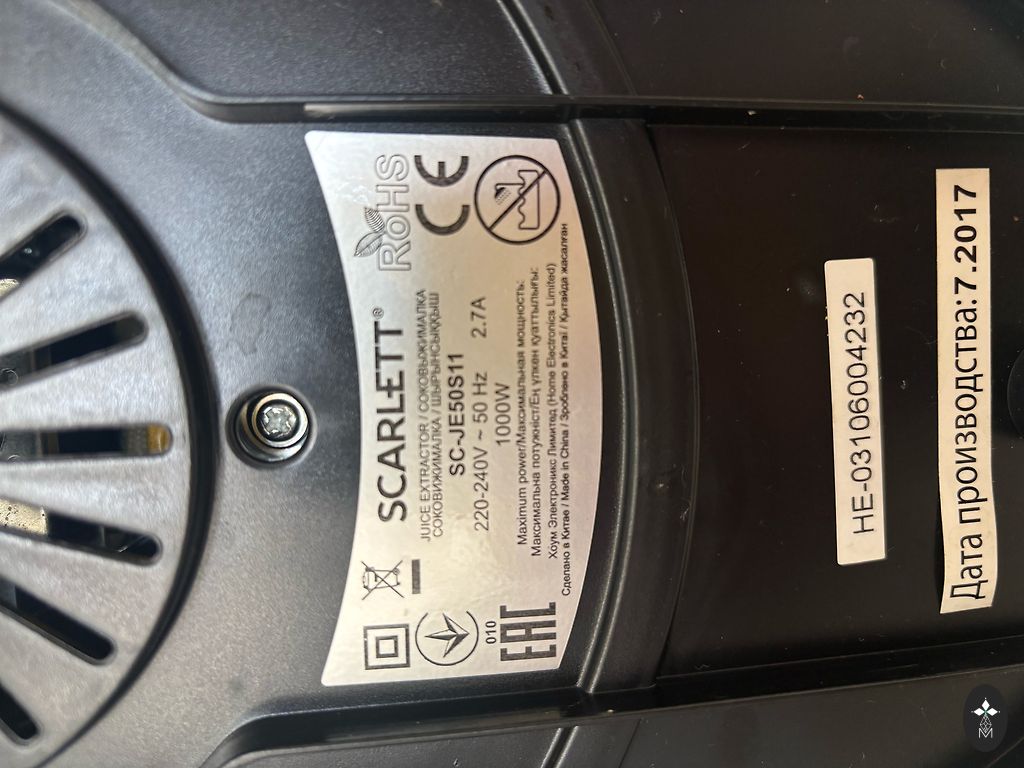 SCARLETT®
JUICE EXTRACTOR / СОКОВЫЖИМАЛКА
СОКОВИЖИМАЛКА / ШЫРЫНСЫҚҚЫШ
SC-JE50S11
220-240V ~ 50 Hz 2.7A
1000W
Maximum power/Максимальная мощность:
Максимальна потужніст/Ең үлкен қуаттылығы:
Хоум Электроникс Лимитед (Home Electronics Limited)
Сделано в Китае / Made in China / Зроблено в Китаї / Қытайда жасалған
RoHS
CE
010
EAC
HE-03106004232
Дата производства:7.2017
M